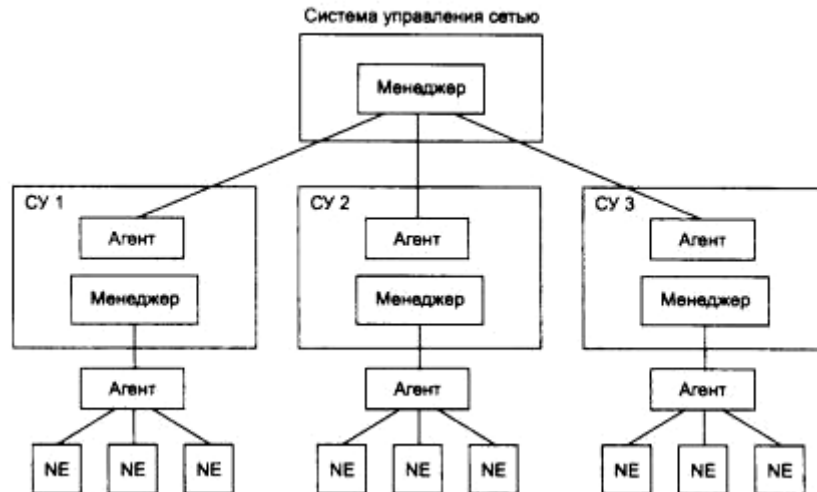 Система управления сетью
Менеджер
СУ 1
СУ 2
СУ 3
Агент
Агент
Агент
Менеджер
Менеджер
Менеджер
Агент
Агент
Агент
NE
NE
NE
NE
NE
NE
NE
NE
NE